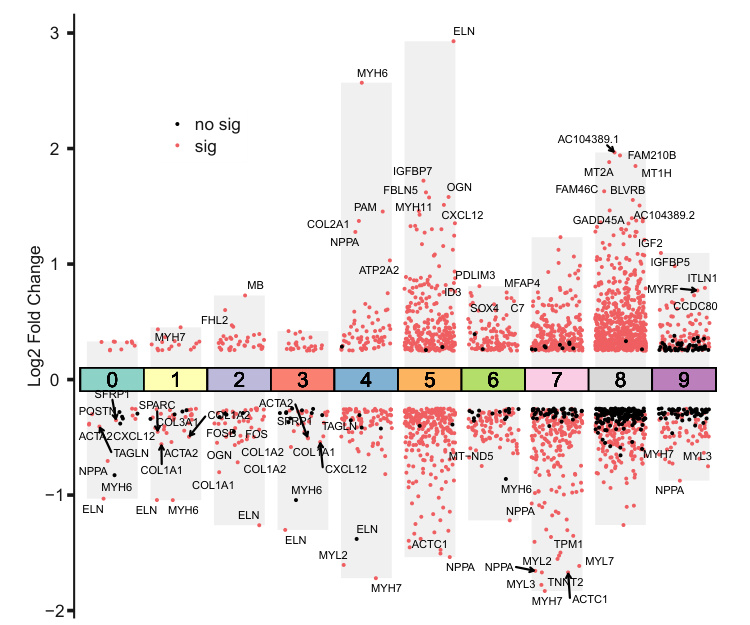 3
ELN
MYH6
no sig
sig
AC104389.1
2
FAM210B
MT2A
MT1H
IGFBP7
FBLN5
OGN
FAM46C
BLVRB
PAM
MYH11
CXCL12
GADD45A
AC104389.2
COL2A1
NPPA
IGF2
IGFBP5
1
ATP2A2
PDLIM3
MFAP4
ITLN1
MB
ID3
MYRF
FHL2
SOX4
C7
CCDC80
MYH7
Log2 Fold Change
0
0 1 2 3 4 5 6 7 8 9
SFRP1
POSTN
SPARC
COL1A2
ACTA2
COL3A1
SFRP1
TAGLN
ACTA2
CXCL12
FOSB
FOS
TAGLN
ACTA2
OGN
COL1A2
COL1A1
MT-ND5
MYH7
MYL3
NPPA
COL1A1
COL1A2
CXCL12
MYH6
COL1A1
MYH6
MYH6
NPPA
−1
ELN
ELN
MYH6
ELN
NPPA
ELN
ELN
ACTC1
TPM1
MYL2
NPPA
NPPA
MYL2
MYL7
MYH7
MYL3
TNNT2
MYH7
ACTC1
−2